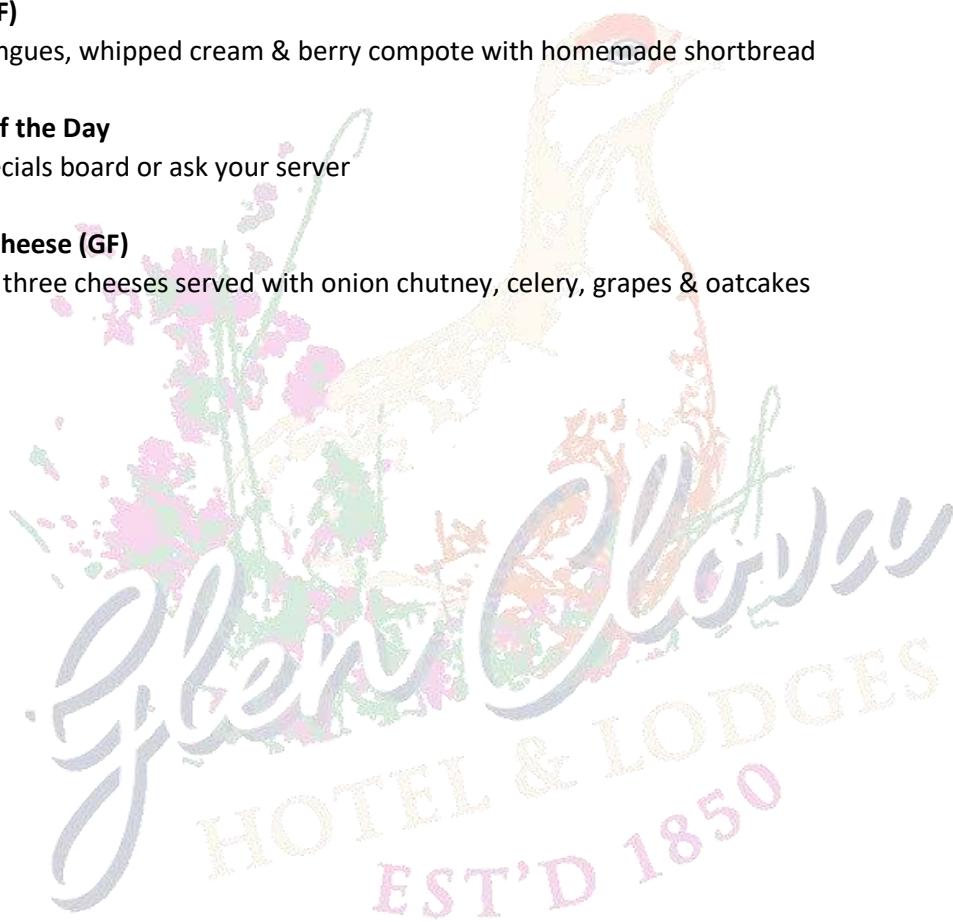 F)
ngues, whipped cream & berry compote with homemade shortbread
f the Day
cials board or ask your server
heese (GF)
three cheeses served with onion chutney, celery, grapes & oatcakes
Glen Clova
HOTEL & LODGES
EST'D 1850